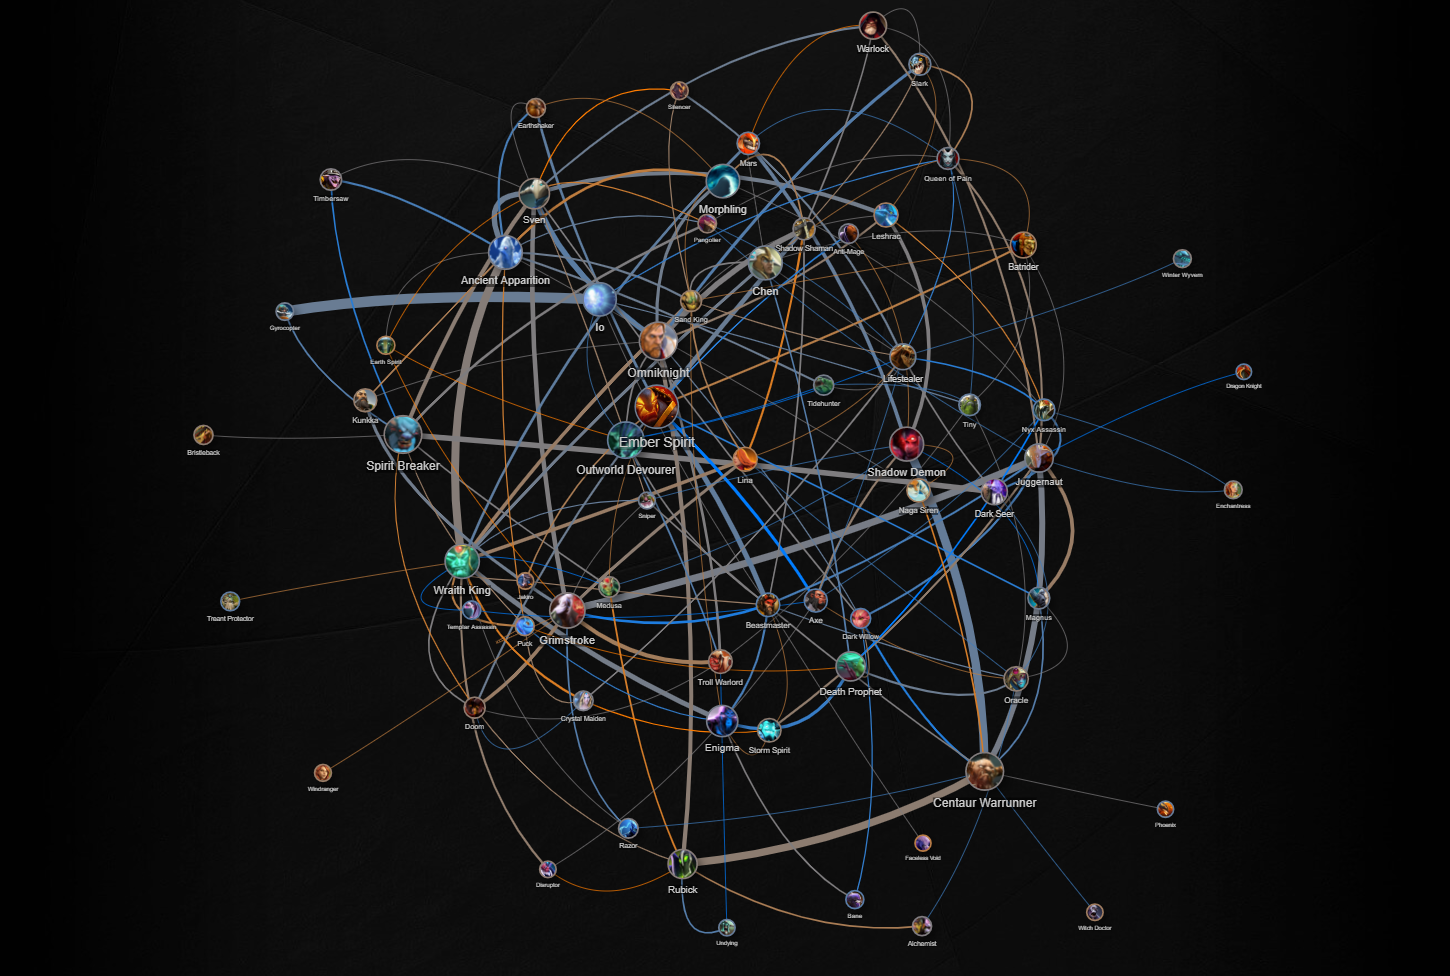 Warlock
Slark
Silencer
Earthshaker
Mars
Queen of Pain
Timbersaw
Morphling
Sven
Pangolier
Leshrac
Shadow Shaman
Anti-Mage
Batrider
Winter Wyvern
Ancient Apparition
Chen
Sand King
Io
Gyrocopter
Earth Spirit
Omniknight
Lifestealer
Dragon Knight
Tidehunter
Kunkka
Tiny
Nyx Assassin
Ember Spirit
Bristleback
Spirit Breaker
Outworld Devourer
Shadow Demon
Lina
Juggernaut
Naga Siren
Dark Seer
Enchantress
Sniper
Wraith King
Jakiro
Medusa
Treant Protector
Templar Assassin
Beastmaster
Axe
Magnus
Puck
Grimstroke
Dark Willow
Troll Warlord
Death Prophet
Oracle
Doom
Crystal Maiden
Enigma
Storm Spirit
Windranger
Centaur Warrunner
Phoenix
Razor
Faceless Void
Disruptor
Rubick
Bane
Witch Doctor
Undying
Alchemist